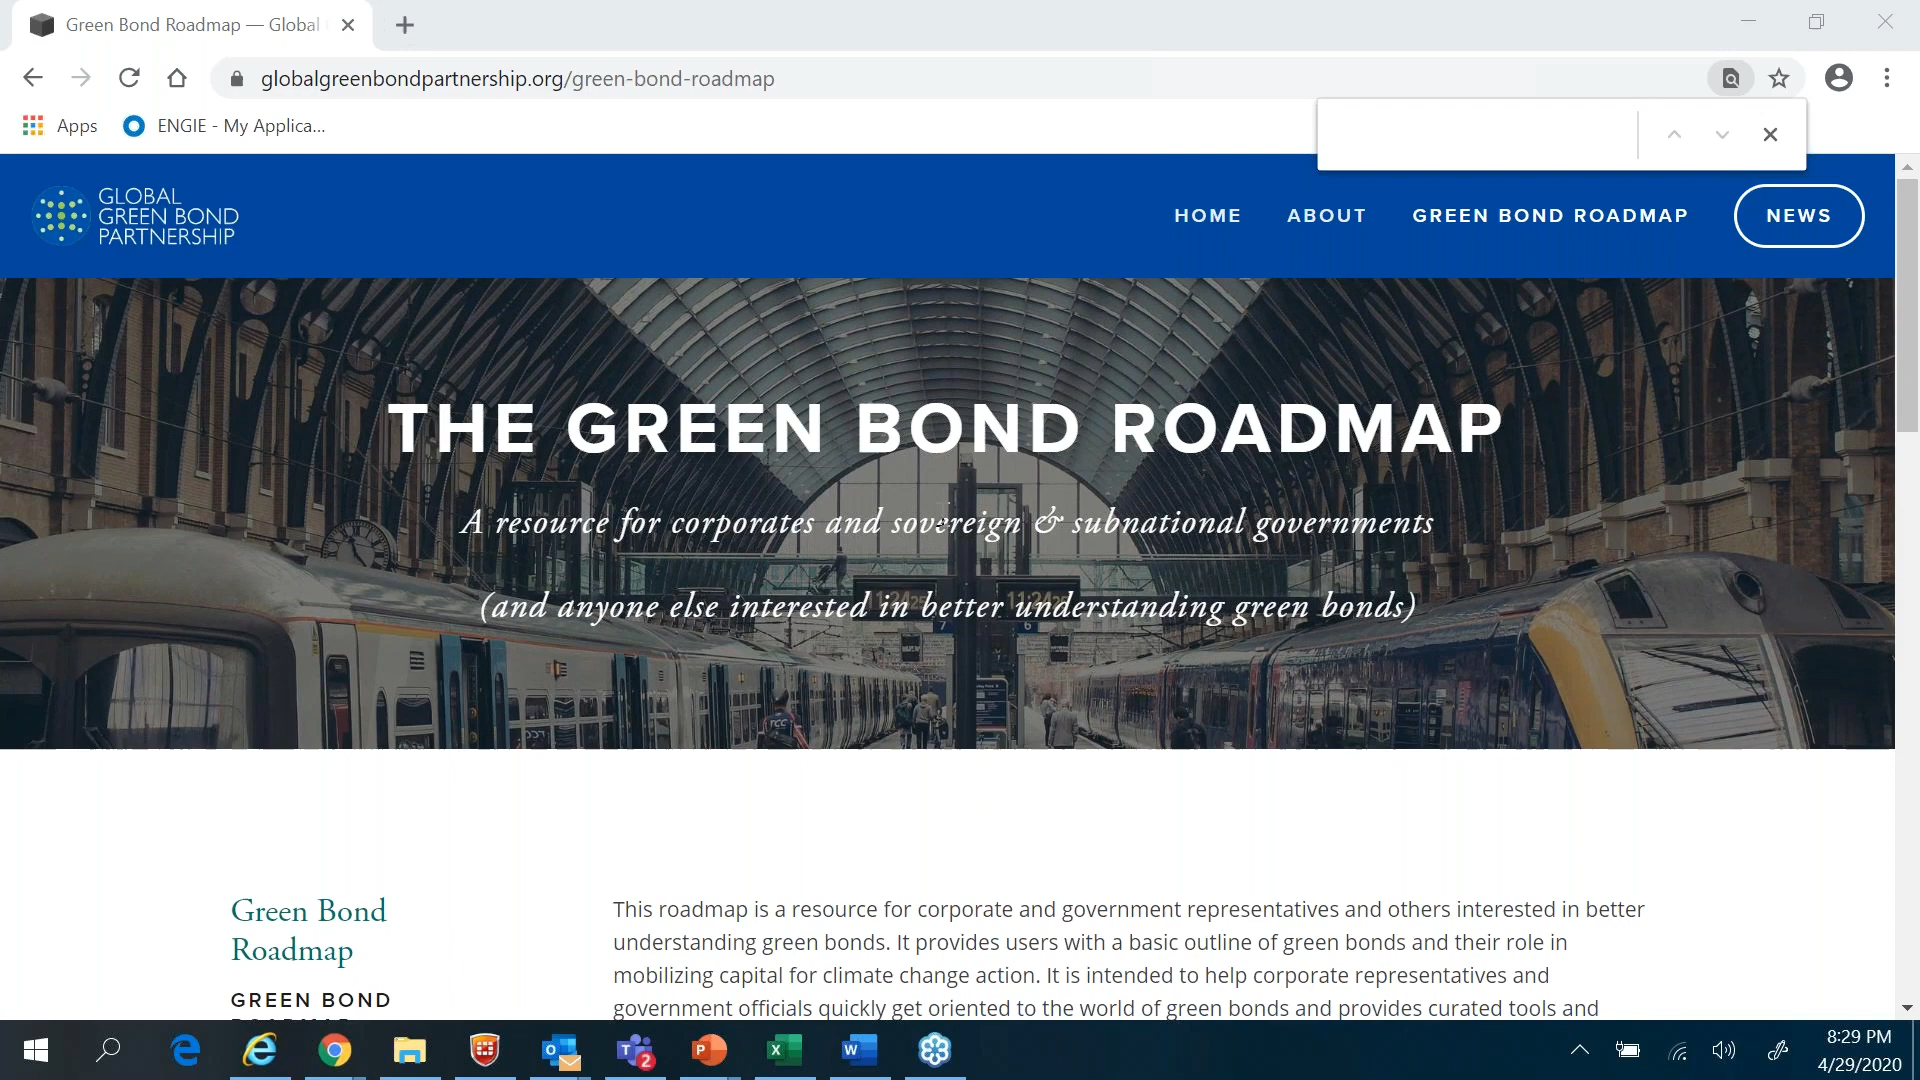 Green Bond Roadmap — Global
globalgreenbondpartnership.org/green-bond-roadmap
Apps
ENGIE - My Applica...
GLOBAL
GREEN BOND
PARTNERSHIP
HOME
ABOUT
GREEN BOND ROADMAP
NEWS
THE GREEN BOND ROADMAP
A resource for corporates and sovereign & subnational governments
(and anyone else interested in better understanding green bonds)
7
6
TCC
Green Bond
Roadmap
GREEN BOND
This roadmap is a resource for corporate and government representatives and others interested in better
understanding green bonds. It provides users with a basic outline of green bonds and their role in
mobilizing capital for climate change action. It is intended to help corporate representatives and
government officials quickly get oriented to the world of green bonds and provides curated tools and
2
8:29 PM
4/29/2020